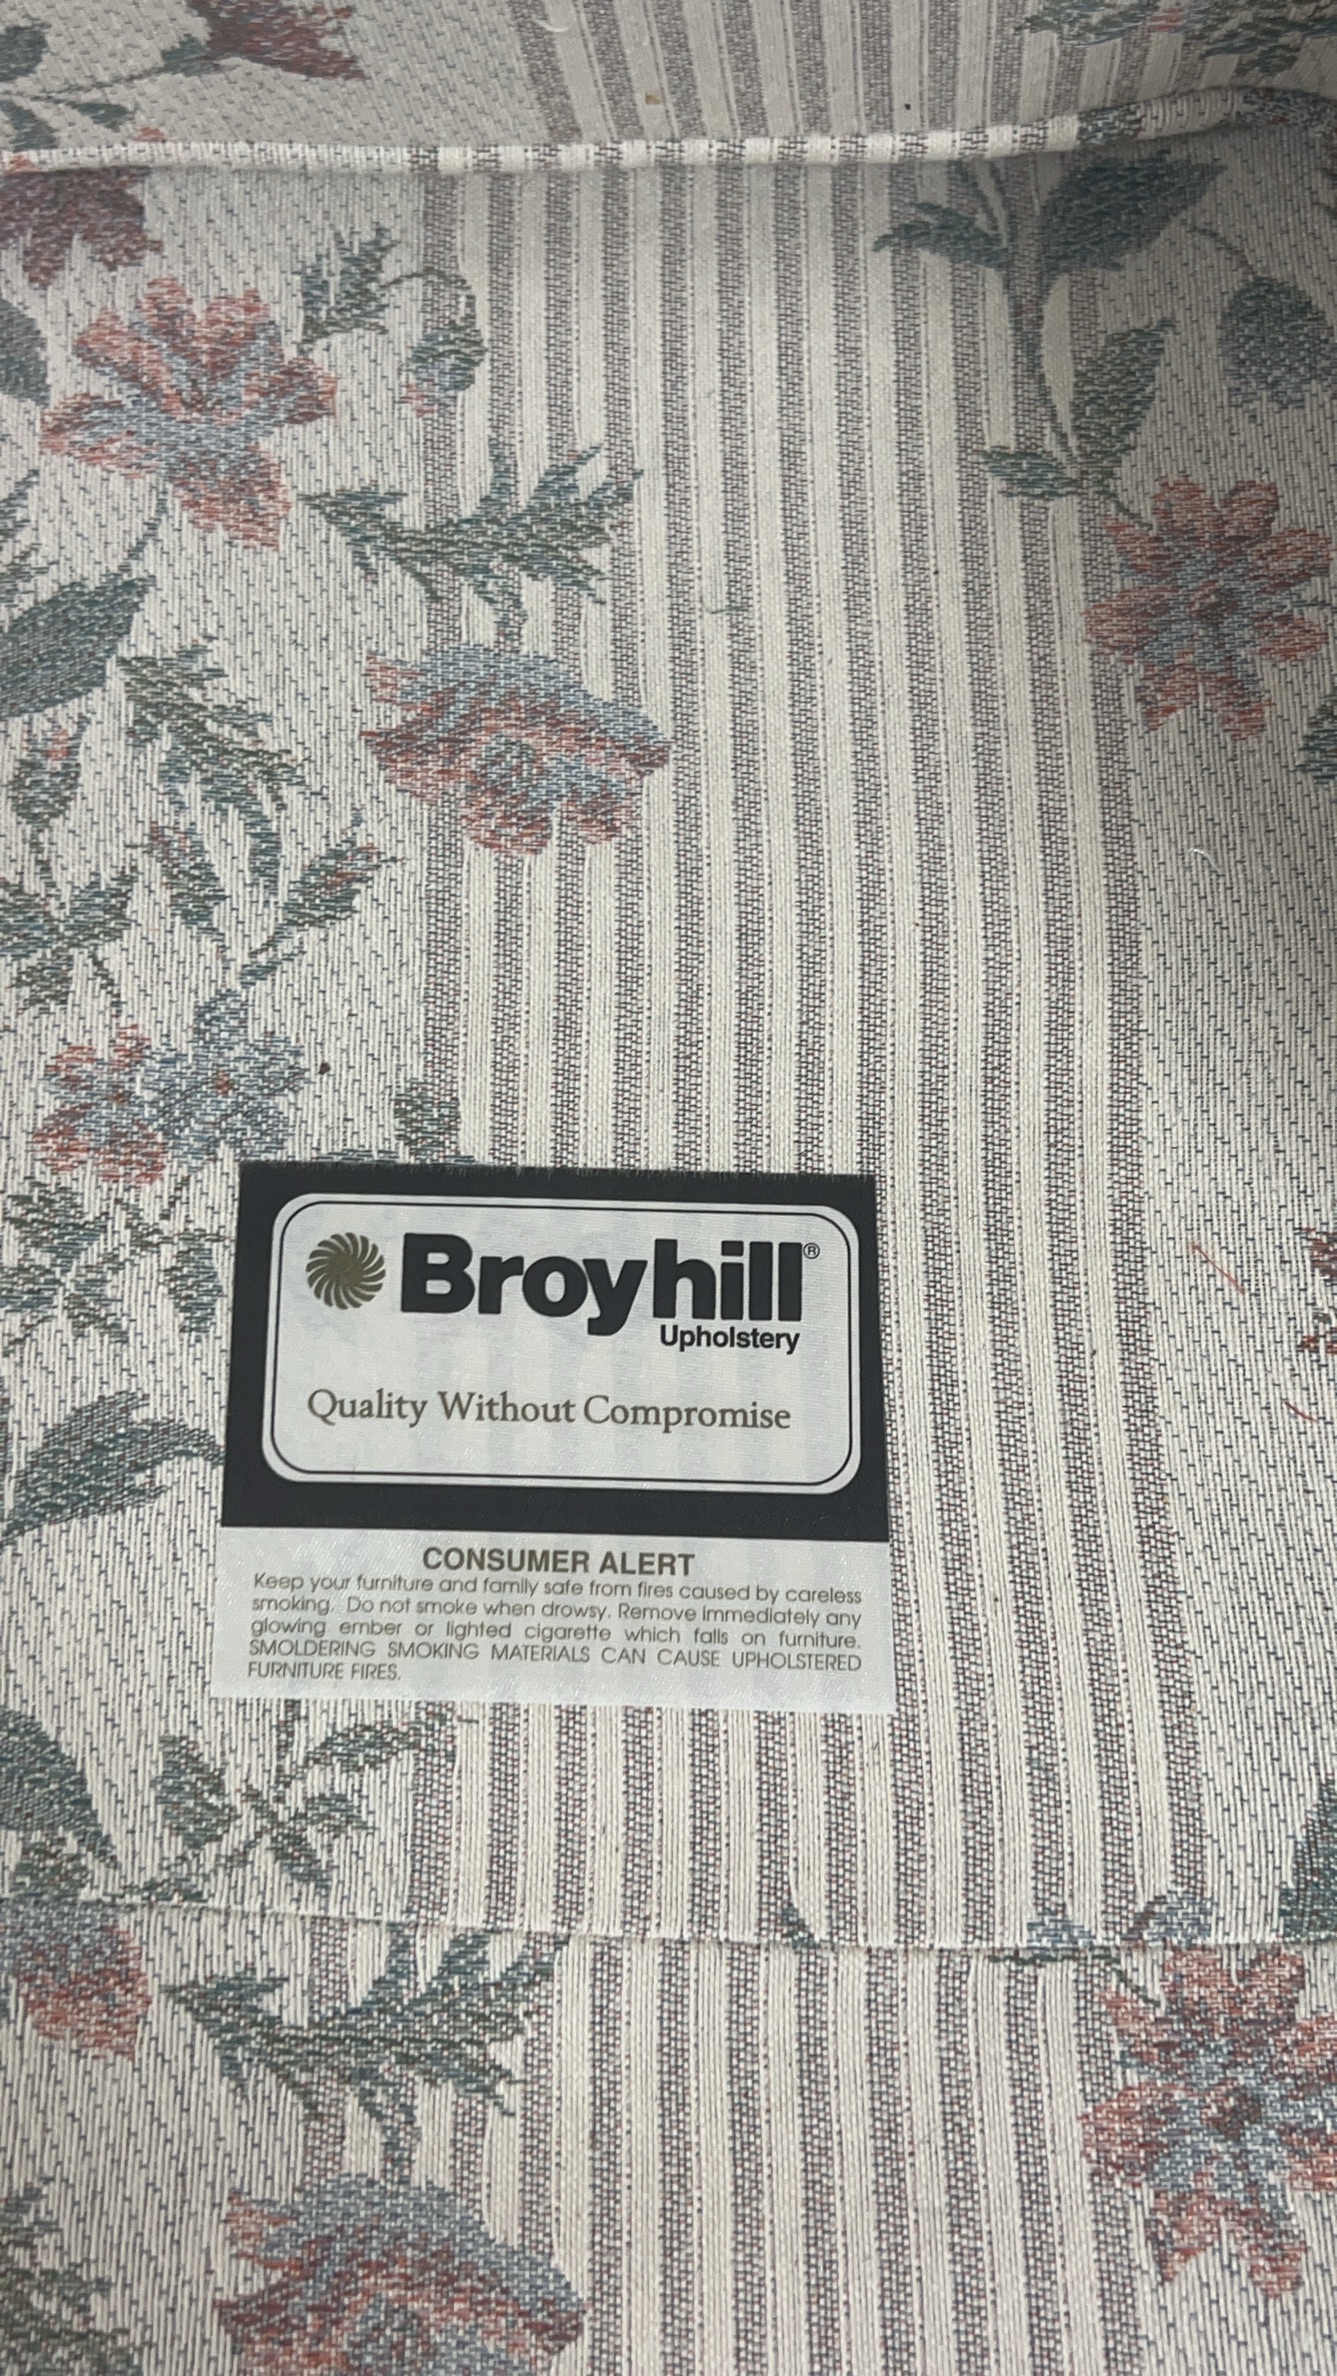 Broyhill®
Upholstery
Quality Without Compromise
CONSUMER ALERT
Keep your furniture and family safe from fires caused by careless
smoking. Do not smoke when drowsy. Remove immediately any
glowing ember or lighted cigarette which falls on furniture.
SMOLDERING SMOKING MATERIALS CAN CAUSE UPHOLSTERED
FURNITURE FIRES.